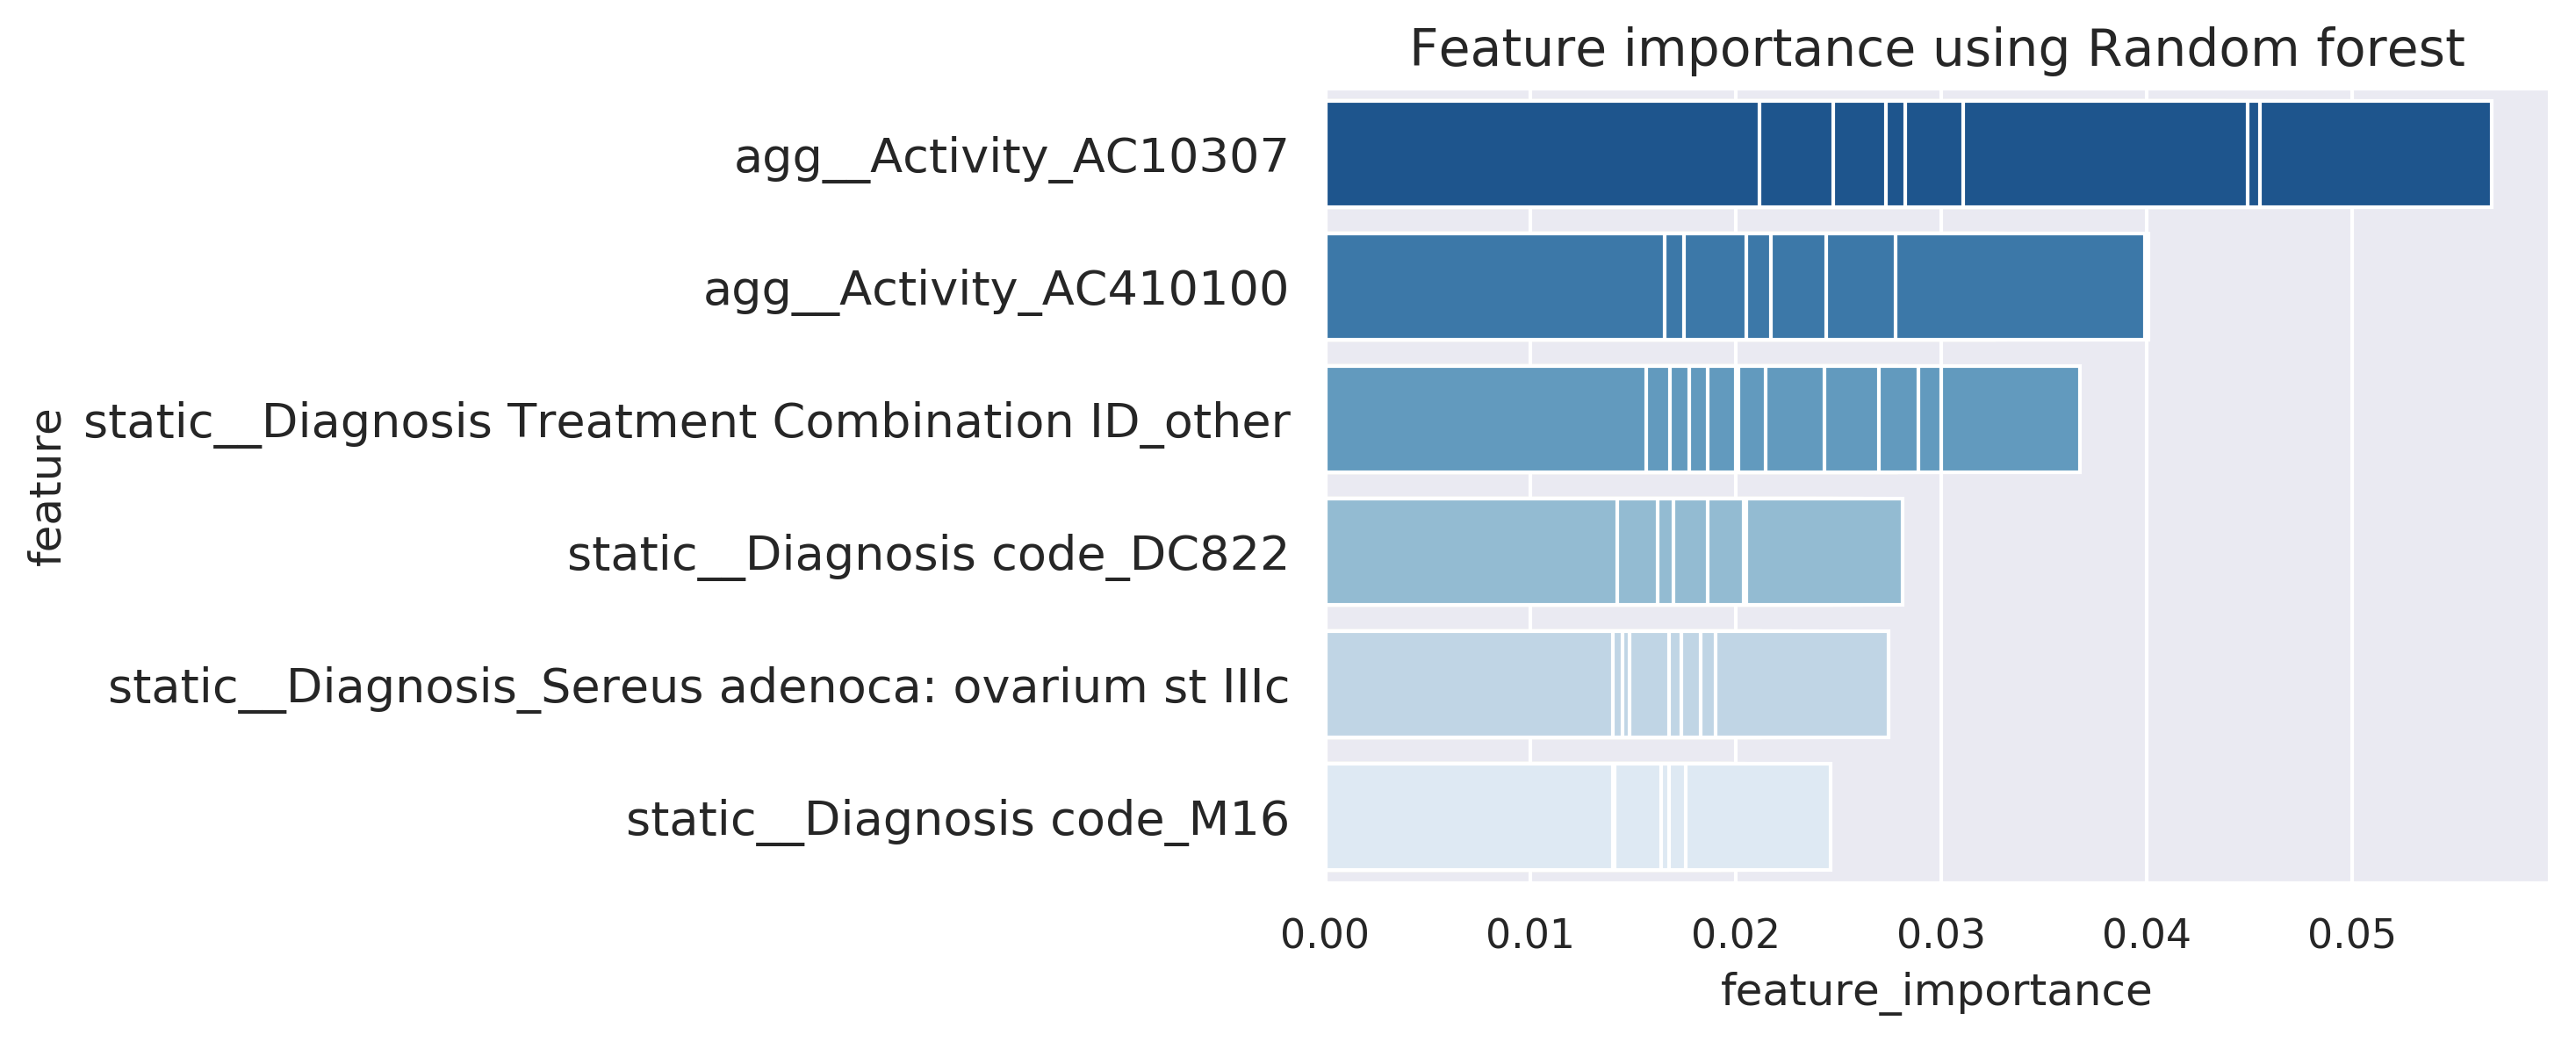 Feature importance using Random forest
feature
agg__Activity_AC10307
agg__Activity_AC410100
static__Diagnosis Treatment Combination ID_other
static__Diagnosis code_DC822
static__Diagnosis_Sereus adenoca: ovarium st IIIc
static__Diagnosis code_M16
0.00 0.01 0.02 0.03 0.04 0.05
feature_importance